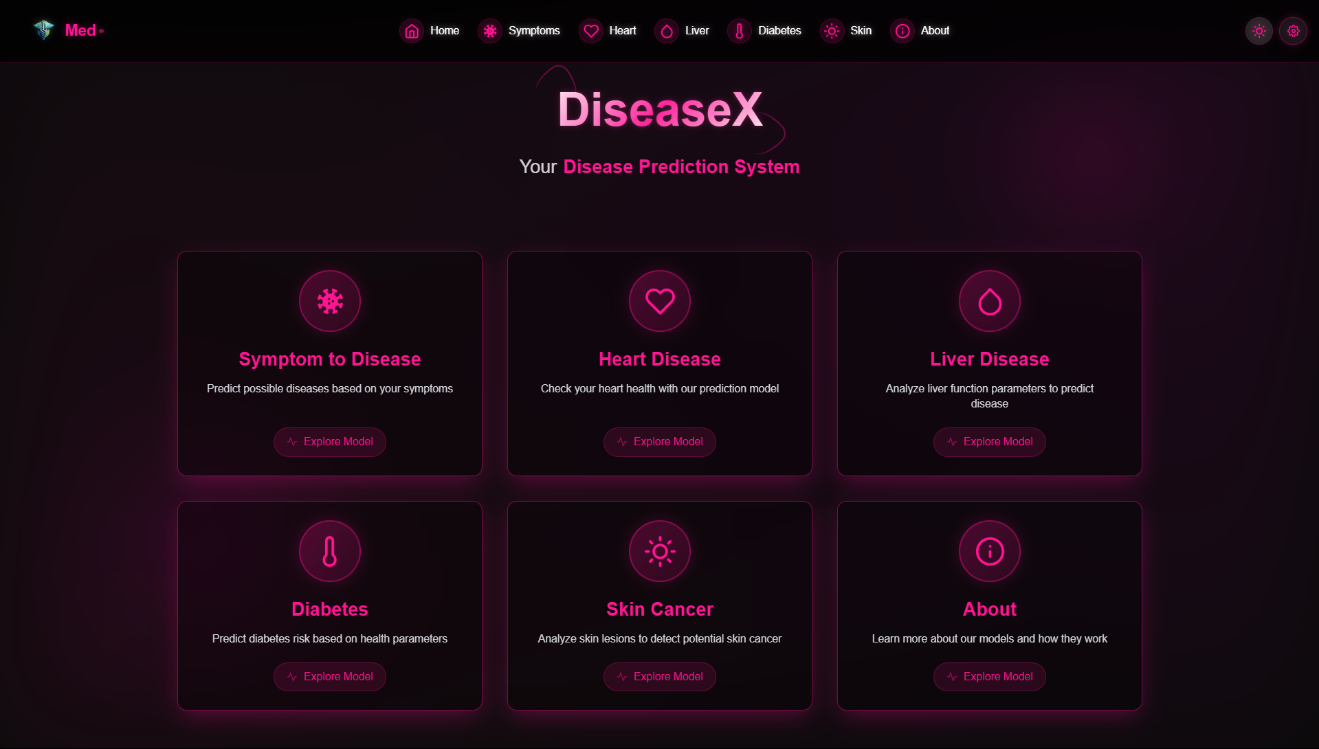 Med
Home Symptoms Heart Liver Diabetes Skin About
DiseaseX
Your Disease Prediction System
Symptom to Disease
Predict possible diseases based on your symptoms
Explore Model
Heart Disease
Check your heart health with our prediction model
Explore Model
Liver Disease
Analyze liver function parameters to predict
disease
Explore Model
Diabetes
Predict diabetes risk based on health parameters
Explore Model
Skin Cancer
Analyze skin lesions to detect potential skin cancer
Explore Model
About
Learn more about our models and how they work
Explore Model